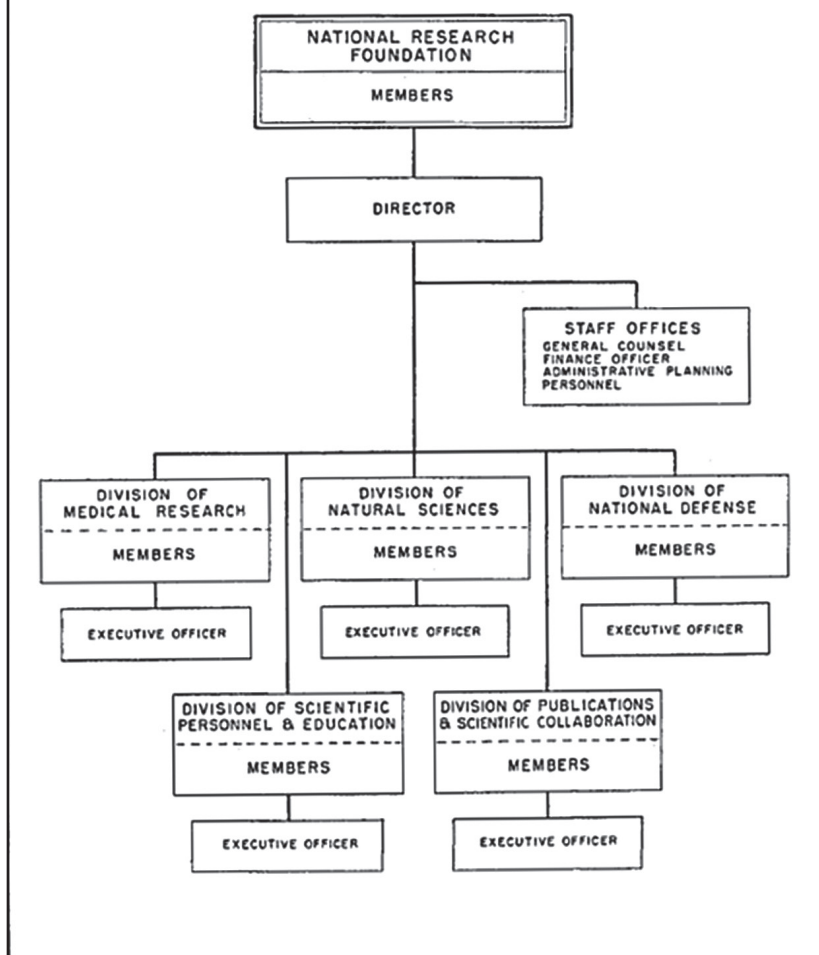 NATIONAL RESEARCH
FOUNDATION
MEMBERS
DIRECTOR
STAFF OFFICES
GENERAL COUNSEL
FINANCE OFFICER
ADMINISTRATIVE PLANNING
PERSONNEL
DIVISION OF
MEDICAL RESEARCH
MEMBERS
EXECUTIVE OFFICER
DIVISION OF
NATURAL SCIENCES
MEMBERS
EXECUTIVE OFFICER
DIVISION OF
NATIONAL DEFENSE
MEMBERS
EXECUTIVE OFFICER
DIVISION OF SCIENTIFIC
PERSONNEL & EDUCATION
MEMBERS
EXECUTIVE OFFICER
DIVISION OF PUBLICATIONS
& SCIENTIFIC COLLABORATION
MEMBERS
EXECUTIVE OFFICER